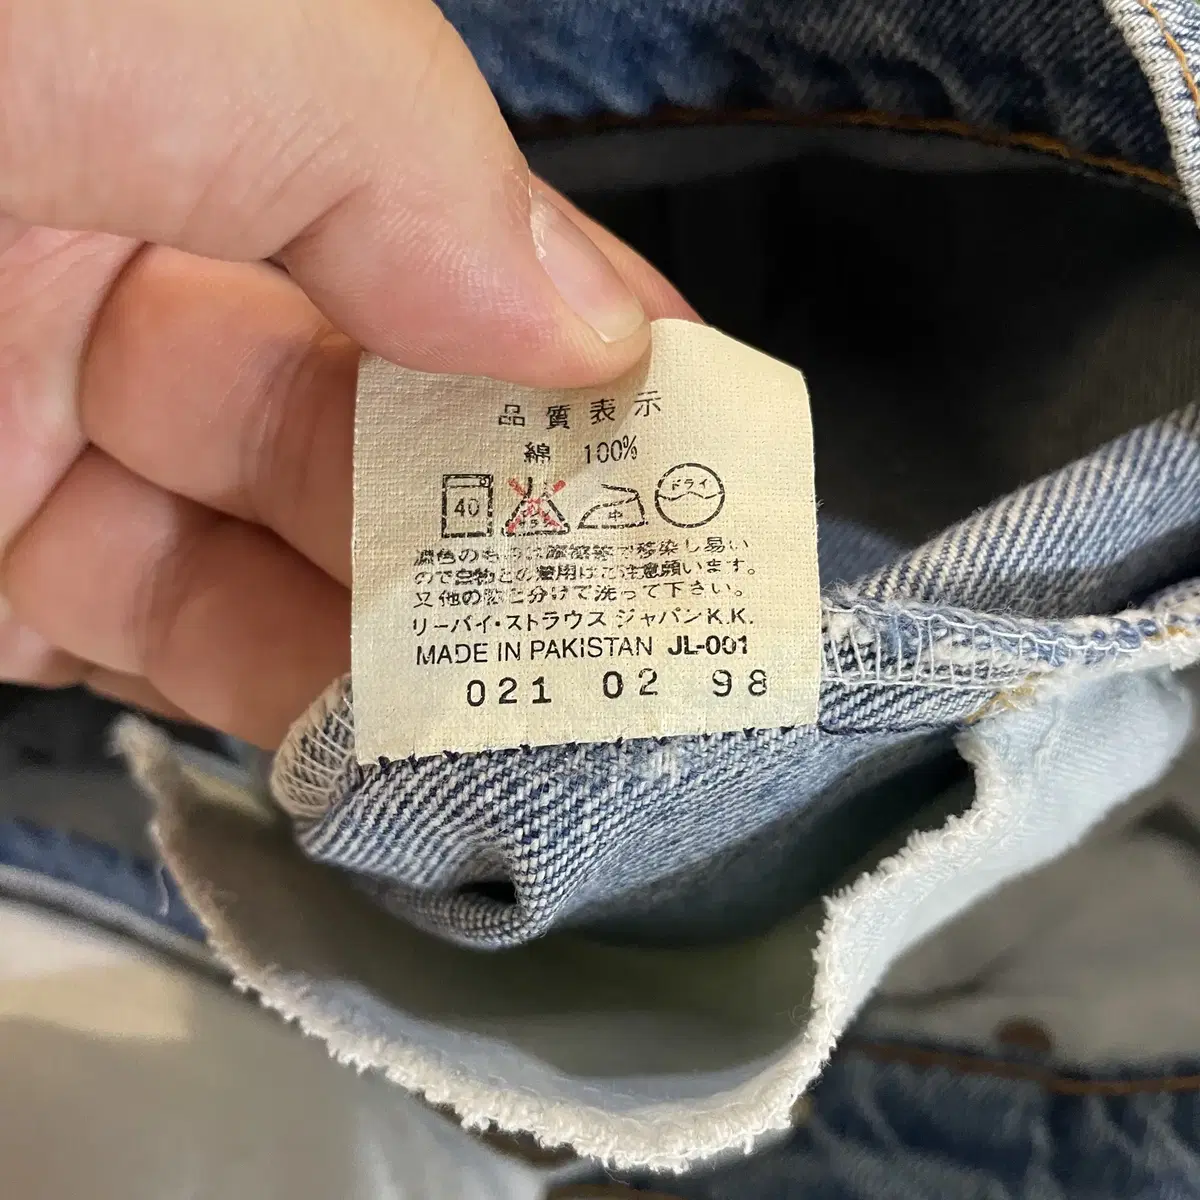 品質表示
綿 100%
40 中 ドライ
濃色のものは摩擦等で移染し易い
ので白物との着用はご注意願います。
又他の物と分けて洗って下さい。
リーバイ・ストラウス ジャパンK.K.
MADE IN PAKISTAN JL-001
021 02 98